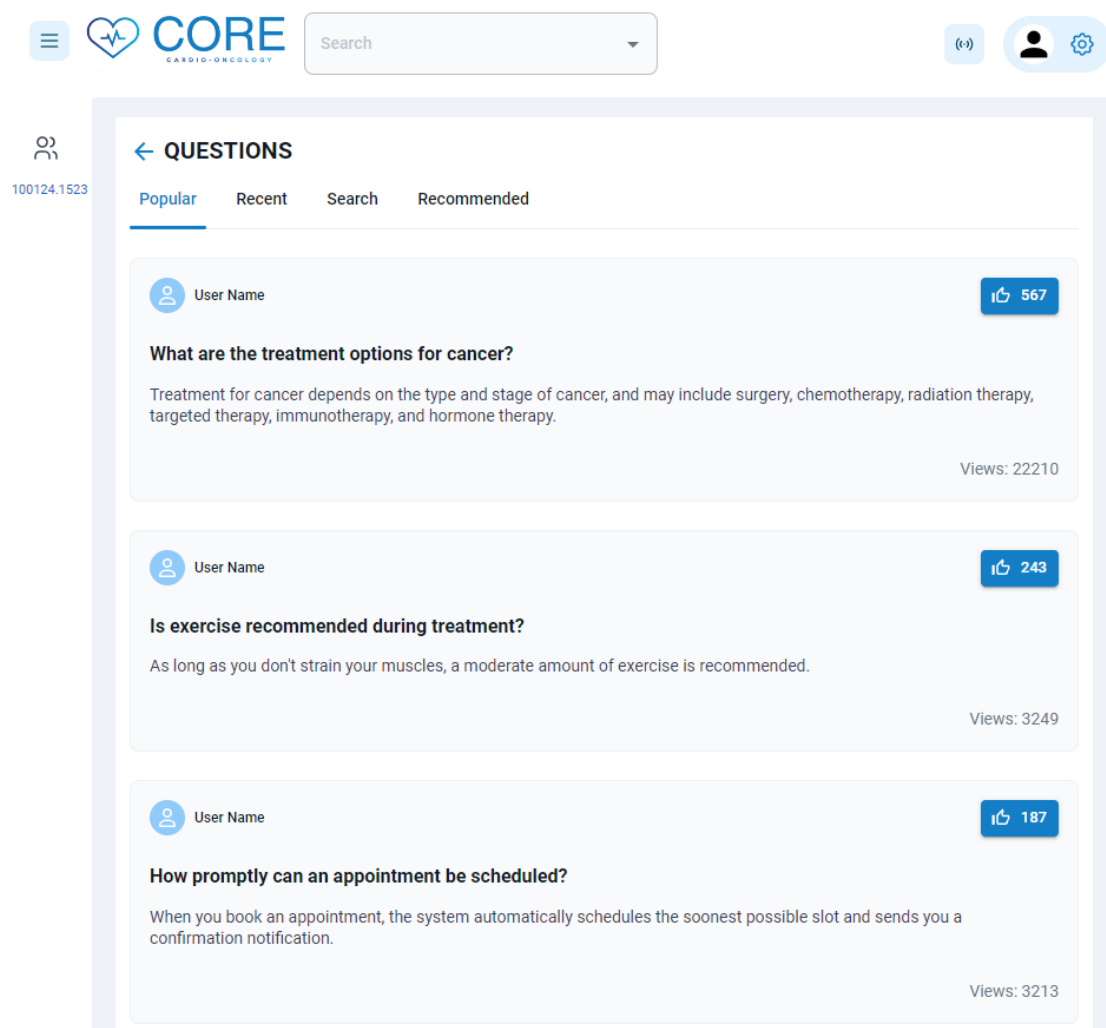 CORE
CARDIO-ONCOLOGY
Search
100124.1523
QUESTIONS
Popular
Recent
Search
Recommended
User Name
567
What are the treatment options for cancer?
Treatment for cancer depends on the type and stage of cancer, and may include surgery, chemotherapy, radiation therapy,
targeted therapy, immunotherapy, and hormone therapy.
Views: 22210
User Name
243
Is exercise recommended during treatment?
As long as you don't strain your muscles, a moderate amount of exercise is recommended.
Views: 3249
User Name
187
How promptly can an appointment be scheduled?
When you book an appointment, the system automatically schedules the soonest possible slot and sends you a
confirmation notification.
Views: 3213